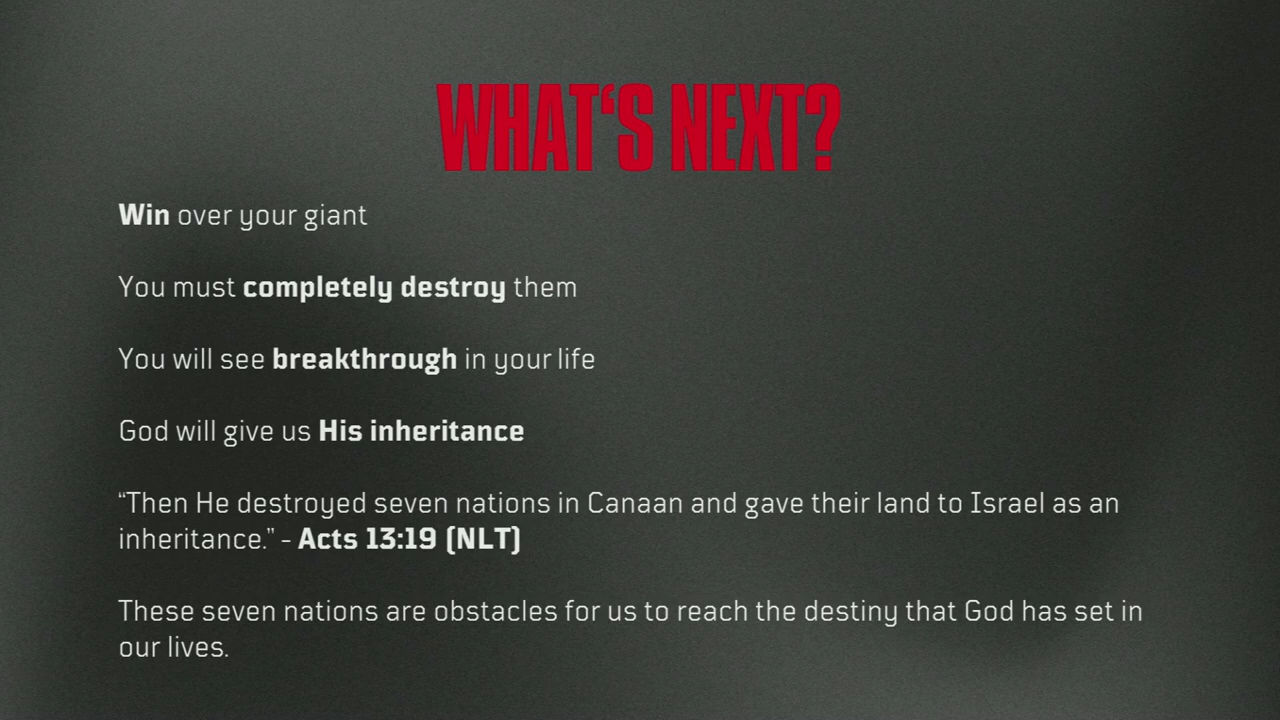 WHAT‘S NEXT?
Win over your giant
You must completely destroy them
You will see breakthrough in your life
God will give us His inheritance
“Then He destroyed seven nations in Canaan and gave their land to Israel as an
inheritance.” - Acts 13:19 (NLT)
These seven nations are obstacles for us to reach the destiny that God has set in
our lives.